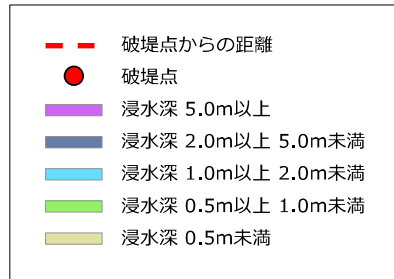 破堤点からの距離
破堤点
浸水深 5.0m以上
浸水深 2.0m以上 5.0m未満
浸水深 1.0m以上 2.0m未満
浸水深 0.5m以上 1.0m未満
浸水深 0.5m未満